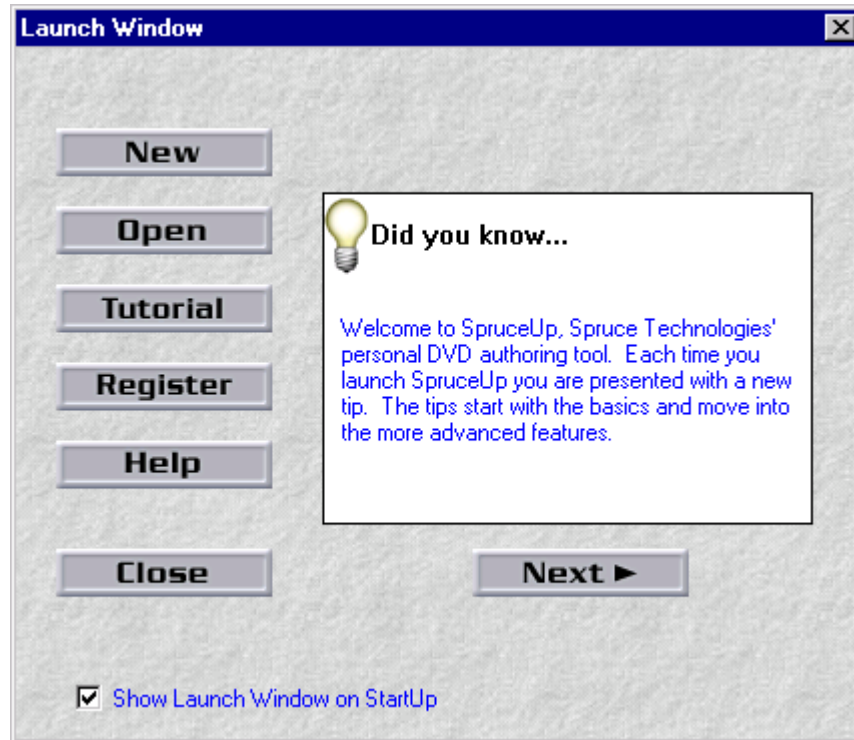 Launch Window
New
Open
Tutorial
Register
Help
Close
Did you know...
Welcome to SpruceUp, Spruce Technologies'
personal DVD authoring tool.  Each time you
launch SpruceUp you are presented with a new
tip.  The tips start with the basics and move into
the more advanced features.
Next ►
Show Launch Window on StartUp